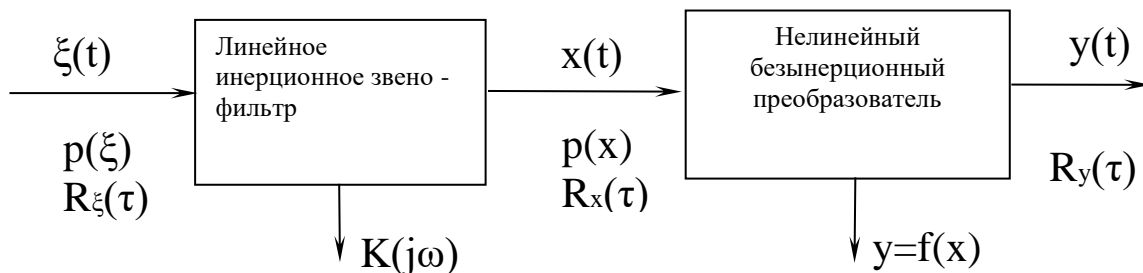 ξ(t)
p(ξ)
Rξ(τ)
Линейное
инерционное звено -
фильтр
K(jω)
x(t)
p(x)
Rx(τ)
Нелинейный
безынерционный
преобразователь
y=f(x)
y(t)
Ry(τ)